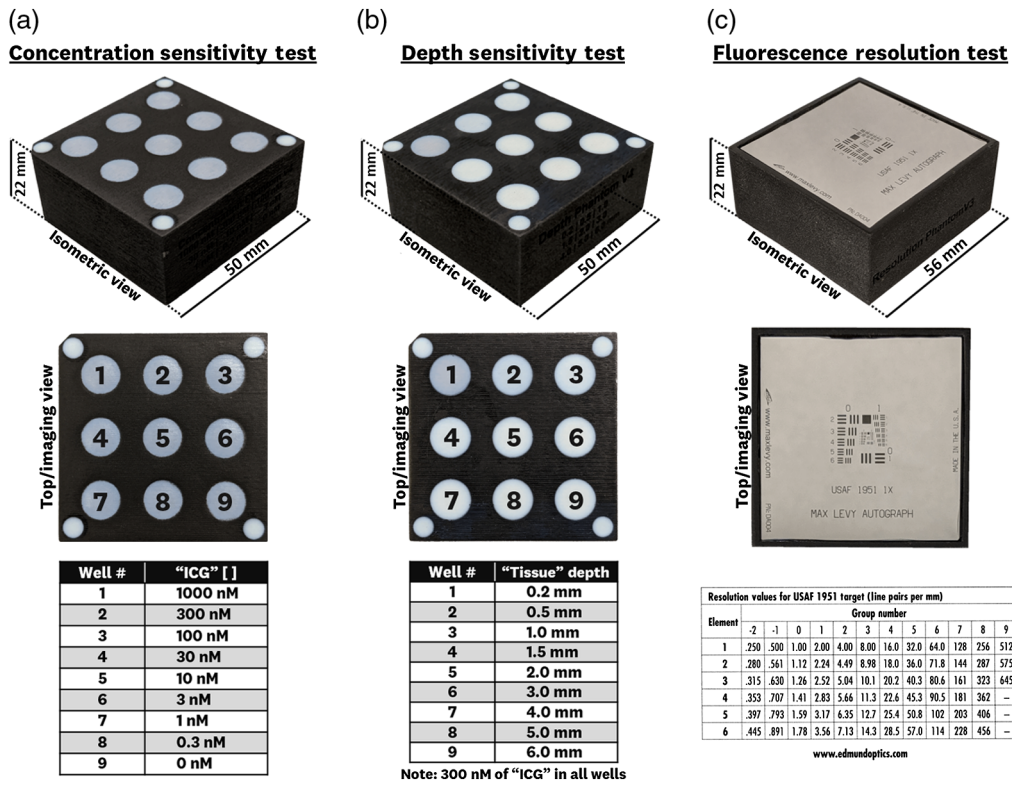 (a)
Concentration sensitivity test
22 mm
Isometric view
50 mm
Top/imaging view
1 2 3
4 5 6
7 8 9
Well # "ICG" [ ]
1 1000 nM
2 300 nM
3 100 nM
4 30 nM
5 10 nM
6 3 nM
7 1 nM
8 0.3 nM
9 0 nM
(b)
Depth sensitivity test
Depth Phantom V3
22 mm
Isometric view
50 mm
Top/imaging view
1 2 3
4 5 6
7 8 9
Well # "Tissue" depth
1 0.2 mm
2 0.5 mm
3 1.0 mm
4 1.5 mm
5 2.0 mm
6 3.0 mm
7 4.0 mm
8 5.0 mm
9 6.0 mm
Note: 300 nM of "ICG" in all wells
(c)
Fluorescence resolution test
USAF 1951 1X
MAX LEVY AUTOGRAPH
www.maxlevy.com
Resolution PhantomV3
22 mm
Isometric view
56 mm
Top/imaging view
www.maxlevy.com
0 1
2
3
4
5
6
0
1
MADE IN THE U.S.A.
USAF 1951 1X
MAX LEVY AUTOGRAPH
Resolution values for USAF 1951 target (line pairs per mm)
Element Group number
-2 -1 0 1 2 3 4 5 6 7 8 9
1 .250 .500 1.00 2.00 4.00 8.00 16.0 32.0 64.0 128 256 512
2 .280 .561 1.12 2.24 4.49 8.98 18.0 36.0 71.8 144 287 575
3 .315 .630 1.26 2.52 5.04 10.1 20.2 40.3 80.6 161 323 645
4 .353 .707 1.41 2.83 5.66 11.3 22.6 45.3 90.5 181 362 –
5 .397 .793 1.59 3.17 6.35 12.7 25.4 50.8 102 203 406 –
6 .445 .891 1.78 3.56 7.13 14.3 28.5 57.0 114 228 456 –
www.edmundoptics.com